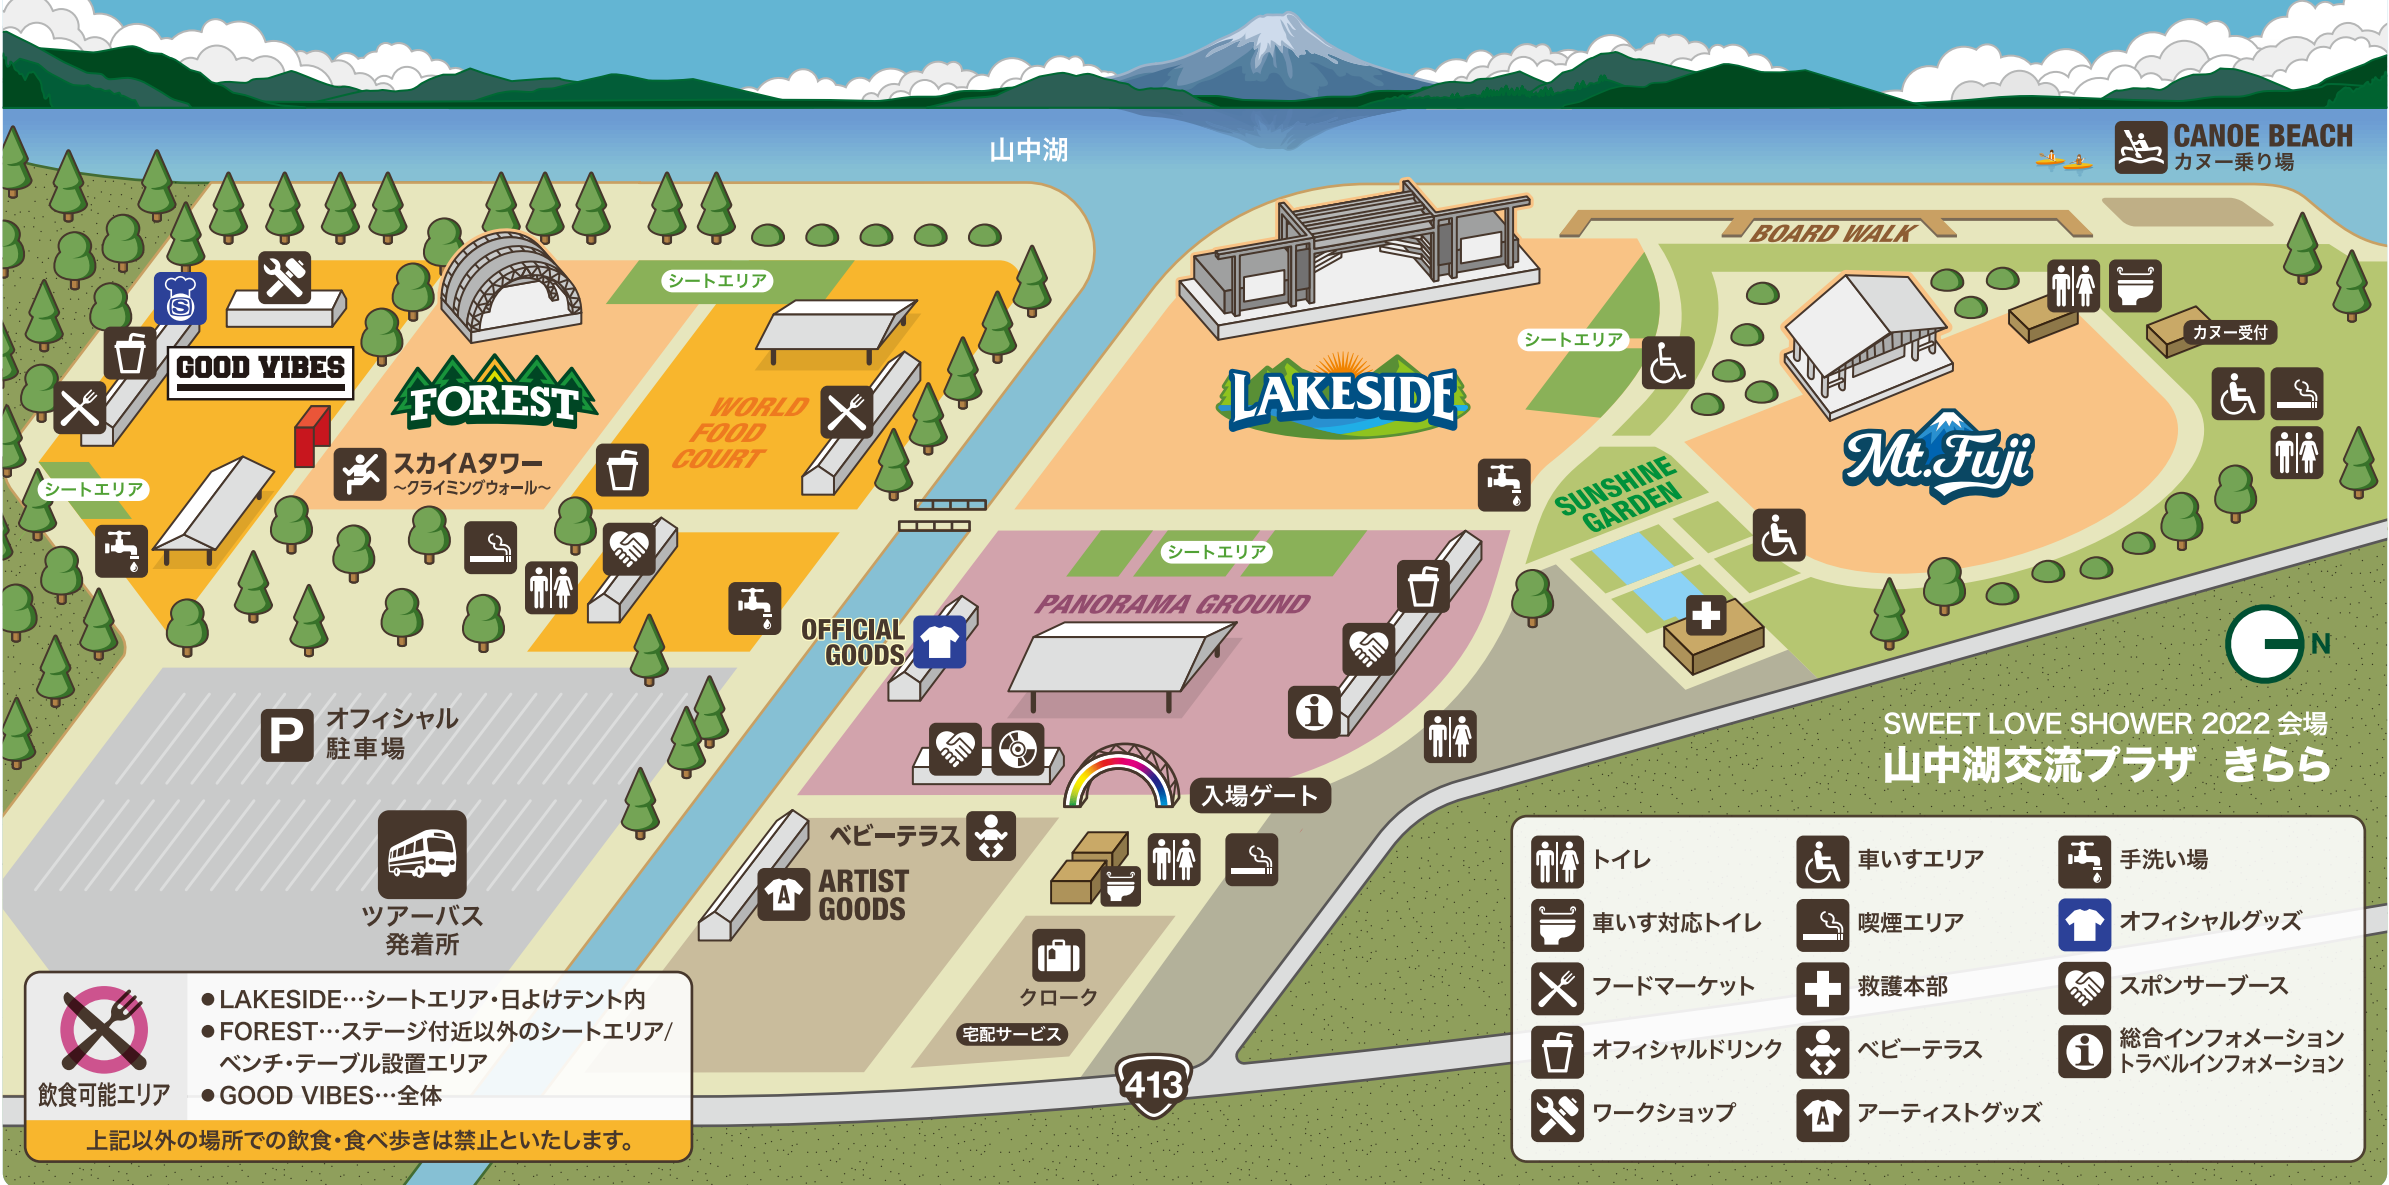 山中湖
CANOE BEACH
カヌー乗り場
BOARD WALK
シートエリア
S
GOOD VIBES
FOREST
WORLD
FOOD
COURT
スカイAタワー
〜クライミングウォール〜
シートエリア
LAKESIDE
シートエリア
カヌー受付
Mt.Fuji
SUNSHINE
GARDEN
シートエリア
PANORAMA GROUND
OFFICIAL
GOODS
P
オフィシャル
駐車場
ツアーバス
発着所
入場ゲート
ベビーテラス
A
ARTIST
GOODS
クローク
宅配サービス
413
N
SWEET LOVE SHOWER 2022 会場
山中湖交流プラザ きらら
飲食可能エリア
●LAKESIDE…シートエリア・日よけテント内
●FOREST…ステージ付近以外のシートエリア/
ベンチ・テーブル設置エリア
●GOOD VIBES…全体
上記以外の場所での飲食・食べ歩きは禁止といたします。
トイレ
車いす対応トイレ
フードマーケット
オフィシャルドリンク
ワークショップ
車いすエリア
喫煙エリア
救護本部
ベビーテラス
A
アーティストグッズ
手洗い場
オフィシャルグッズ
スポンサーブース
総合インフォメーション
トラベルインフォメーション